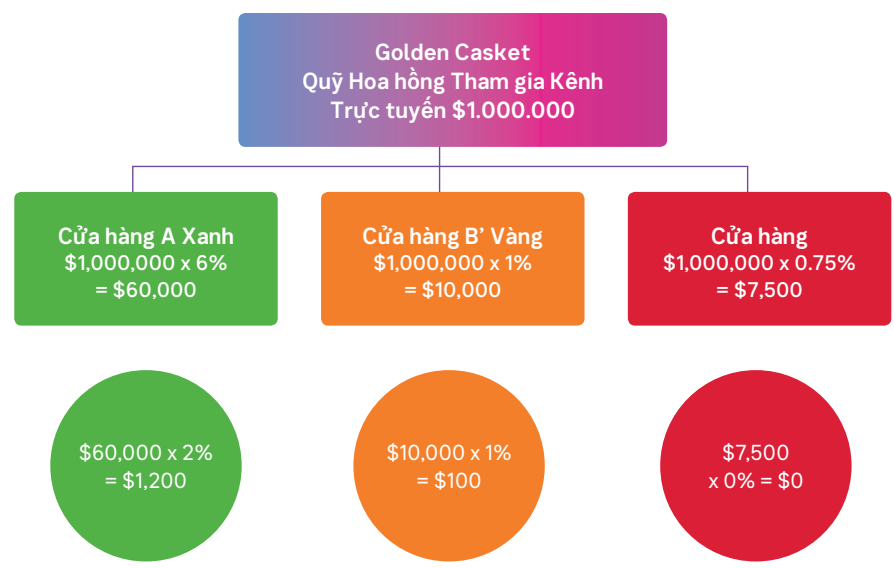 Golden Casket
Quỹ Hoa hồng Tham gia Kênh
Trực tuyến $1.000.000
Cửa hàng A Xanh
$1,000,000 x 6%
= $60,000
Cửa hàng B’ Vàng
$1,000,000 x 1%
= $10,000
Cửa hàng
$1,000,000 x 0.75%
= $7,500
$60,000 x 2%
= $1,200
$10,000 x 1%
= $100
$7,500
x 0% = $0